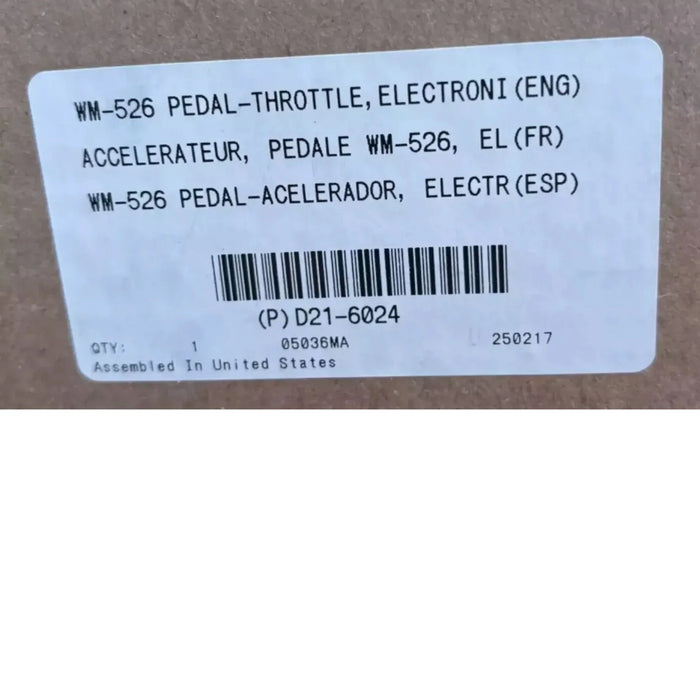 WM-526 PEDAL-THROTTLE, ELECTRONI (ENG)
ACCELERATEUR, PEDALE WM-526, EL (FR)
WM-526 PEDAL-ACELERADOR, ELECTR (ESP)
(P) D21-6024
QTY: 1 05036MA 250217
Assembled In United States